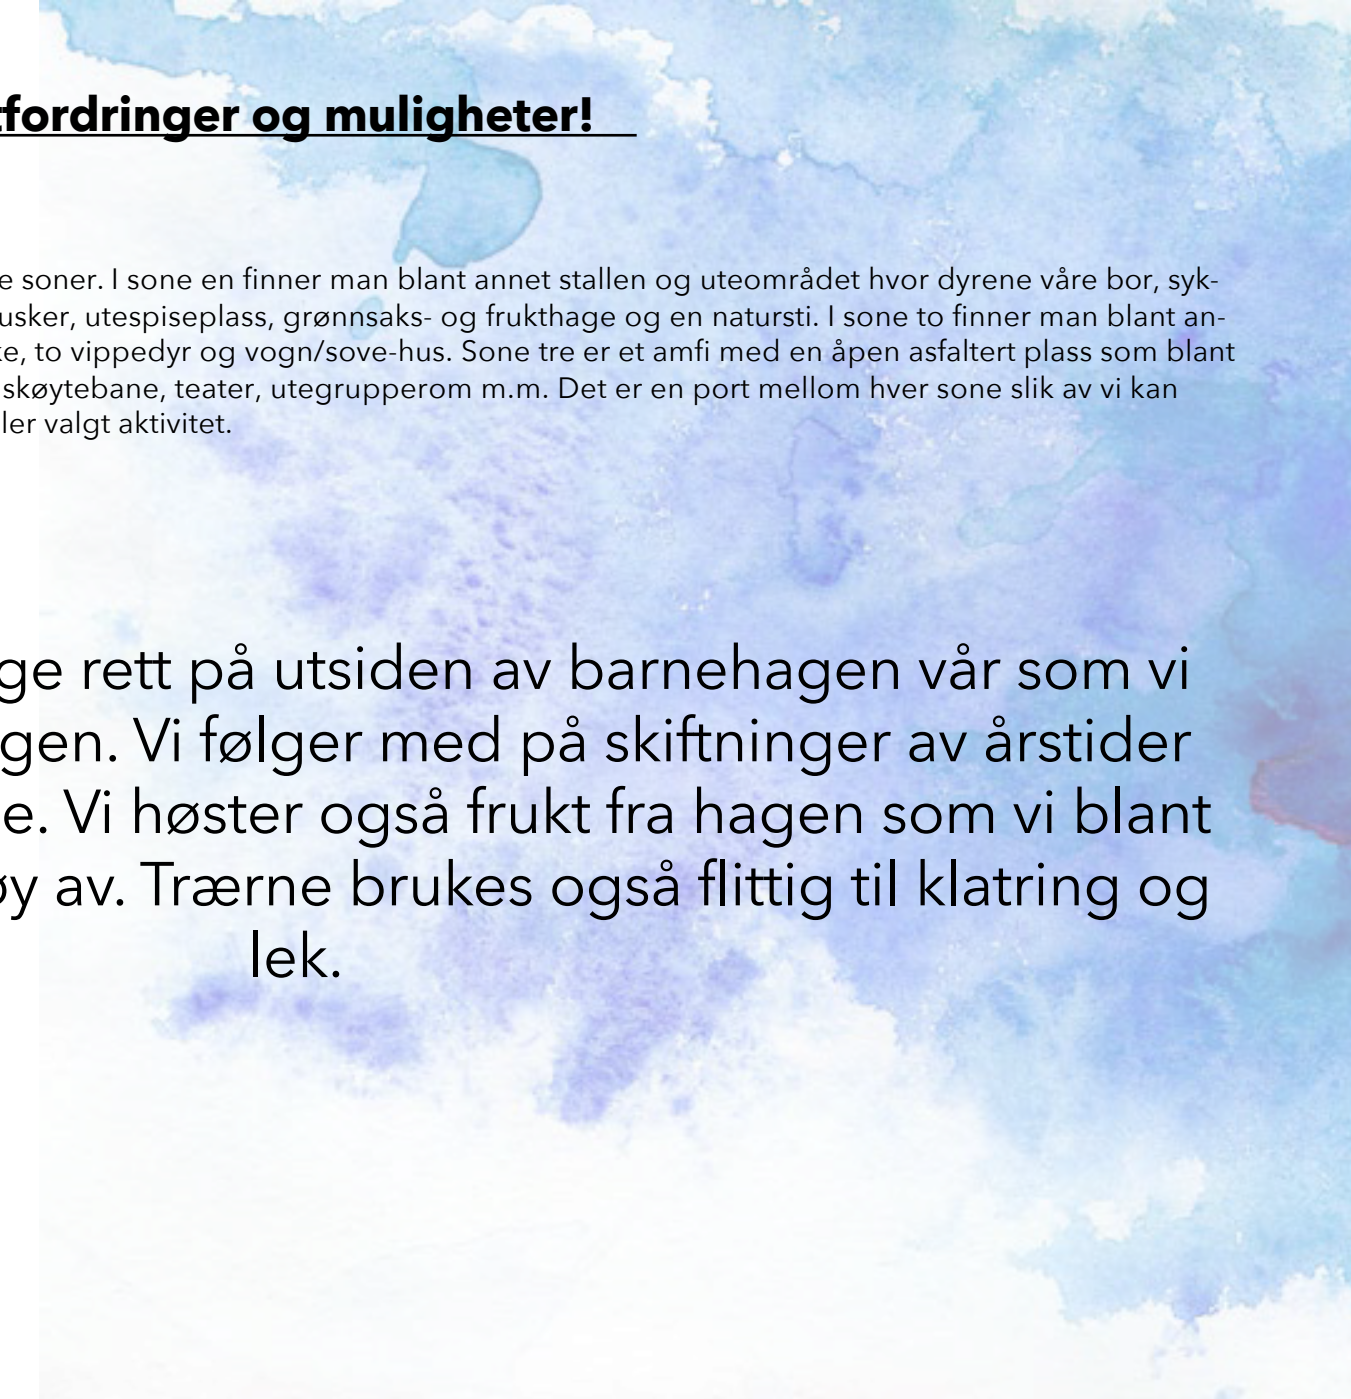 tfordringer og muligheter!
e soner. I sone en finner man blant annet stallen og uteområdet hvor dyrene våre bor, syk-
usker, utespiseplass, grønnsaks- og frukthage og en natursti. I sone to finner man blant an-
ke, to vippedyr og vogn/sove-hus. Sone tre er et amfi med en åpen asfaltert plass som blant
skøytebane, teater, utegrupperom m.m. Det er en port mellom hver sone slik av vi kan
ler valgt aktivitet.
ge rett på utsiden av barnehagen vår som vi
gen. Vi følger med på skiftninger av årstider
e. Vi høster også frukt fra hagen som vi blant
øy av. Trærne brukes også flittig til klatring og
lek.